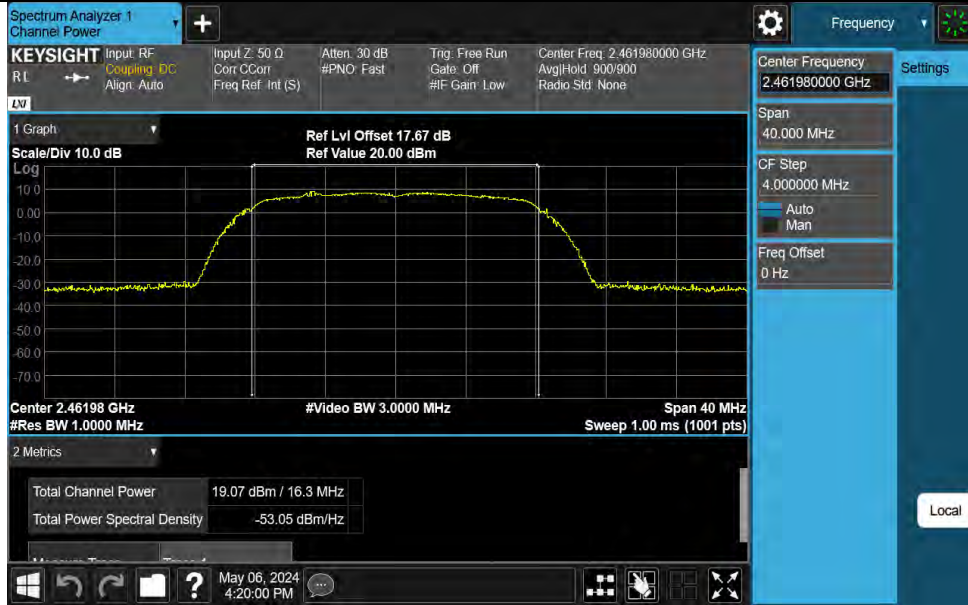 Spectrum Analyzer 1
Channel Power
Frequency
KEYSIGHT
Input: RF
Coupling: DC
Align: Auto
Input Z: 50 Ω
Corr CCorr
Freq Ref: Int (S)
Atten: 30 dB
#PNO: Fast
Trig: Free Run
Gate: Off
#IF Gain: Low
Center Freq: 2.461980000 GHz
Avg|Hold: 900/900
Radio Std: None
LXI
Center Frequency
2.461980000 GHz
Settings
Span
40.000 MHz
CF Step
4.000000 MHz
Auto
Man
Freq Offset
0 Hz
1 Graph
Ref Lvl Offset 17.67 dB
Scale/Div 10.0 dB
Ref Value 20.00 dBm
Log
10.0
0.00
-10.0
-20.0
-30.0
-40.0
-50.0
-60.0
-70.0
Center 2.46198 GHz
#Video BW 3.0000 MHz
Span 40 MHz
#Res BW 1.0000 MHz
Sweep 1.00 ms (1001 pts)
2 Metrics
Total Channel Power
19.07 dBm / 16.3 MHz
Total Power Spectral Density
-53.05 dBm/Hz
Local
?
May 06, 2024
4:20:00 PM